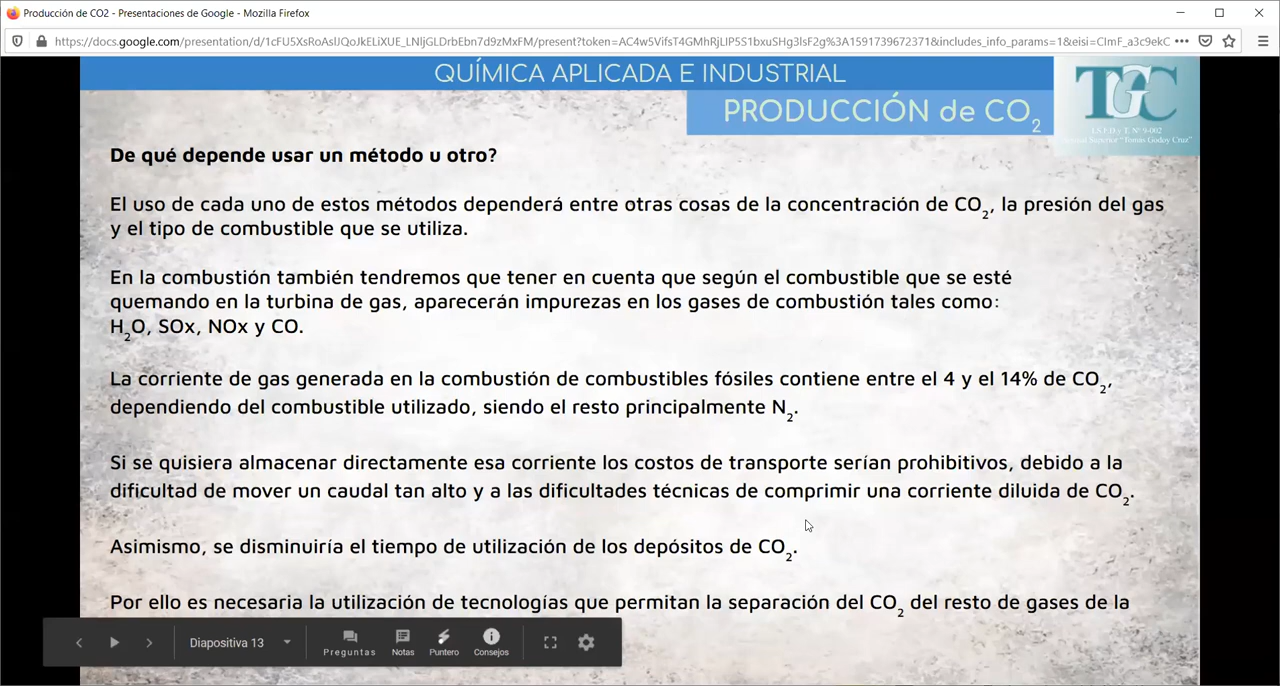 Producción de CO2 - Presentaciones de Google - Mozilla Firefox
https://docs.google.com/presentation/d/1cFU5XsRoAslJQoJkELiXUE_LNljGLDrbEbn7d9zMxFM/present?token=AC4w5VifsT4GMhRjLlP5S1bxuSHg3lsF2g%3A1591739672371&includes_info_params=1&eisi=CImF_a3c9ekC
QUÍMICA APLICADA E INDUSTRIAL
PRODUCCIÓN de CO2
TGC
I.S.F.D y T. Nº 9-002
Superior "Tomás Godoy Cruz"
De qué depende usar un método u otro?
El uso de cada uno de estos métodos dependerá entre otras cosas de la concentración de CO2, la presión del gas
y el tipo de combustible que se utiliza.
En la combustión también tendremos que tener en cuenta que según el combustible que se esté
quemando en la turbina de gas, aparecerán impurezas en los gases de combustión tales como:
H2O, SOx, NOx y CO.
La corriente de gas generada en la combustión de combustibles fósiles contiene entre el 4 y el 14% de CO2,
dependiendo del combustible utilizado, siendo el resto principalmente N2.
Si se quisiera almacenar directamente esa corriente los costos de transporte serían prohibitivos, debido a la
dificultad de mover un caudal tan alto y a las dificultades técnicas de comprimir una corriente diluida de CO2.
Asimismo, se disminuiría el tiempo de utilización de los depósitos de CO2.
Por ello es necesaria la utilización de tecnologías que permitan la separación del CO2 del resto de gases de la
Diapositiva 13
Preguntas
Notas
Puntero
Consejos